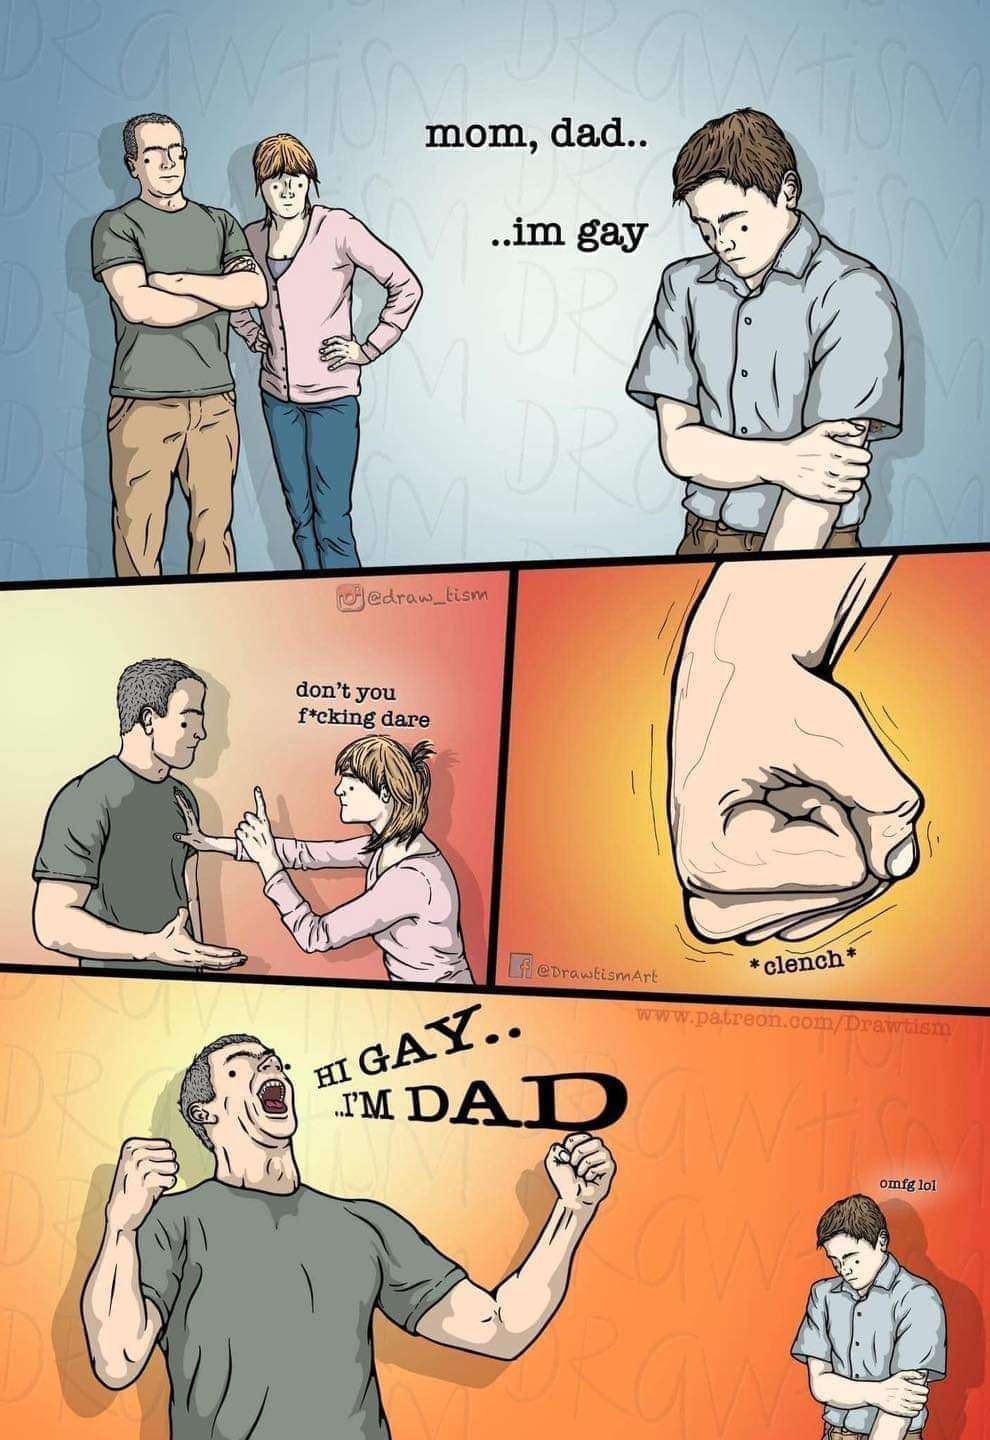 mom, dad..
..im gay
@draw_tism
don't you
f*cking dare
@DrawtismArt
*clench*
www.patreon.com/Drawtism
HI GAY..
..I'M DAD
omfg lol